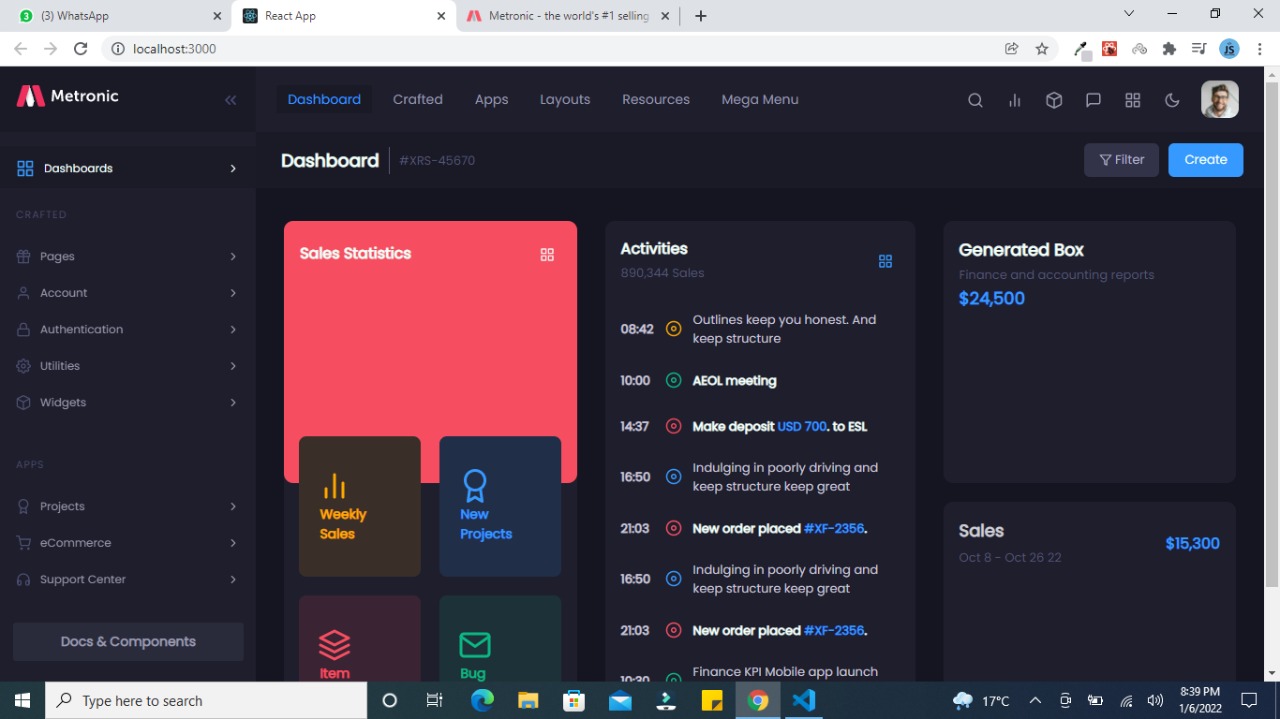 (3) WhatsApp
React App
Metronic - the world's #1 selling
localhost:3000
JS
Metronic
Dashboard
Crafted
Apps
Layouts
Resources
Mega Menu
Dashboards
Dashboard
#XRS-45670
Filter
Create
CRAFTED
Pages
Account
Authentication
Utilities
Widgets
APPS
Projects
eCommerce
Support Center
Docs & Components
Sales Statistics
Weekly
Sales
New
Projects
Item
Bug
Activities
890,344 Sales
08:42
Outlines keep you honest. And
keep structure
10:00
AEOL meeting
14:37
Make deposit USD 700. to ESL
16:50
Indulging in poorly driving and
keep structure keep great
21:03
New order placed #XF-2356.
16:50
Indulging in poorly driving and
keep structure keep great
21:03
New order placed #XF-2356.
10:30
Finance KPI Mobile app launch
Generated Box
Finance and accounting reports
$24,500
Sales
Oct 8 - Oct 26 22
$15,300
Type here to search
17°C
8:39 PM
1/6/2022